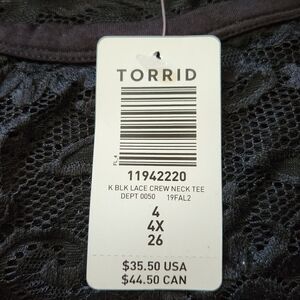 TORRID
FL_4
11942220
K BLK LACE CREW NECK TEE
DEPT 0050 19FAL2
4
4X
26
$35.50 USA
$44.50 CAN